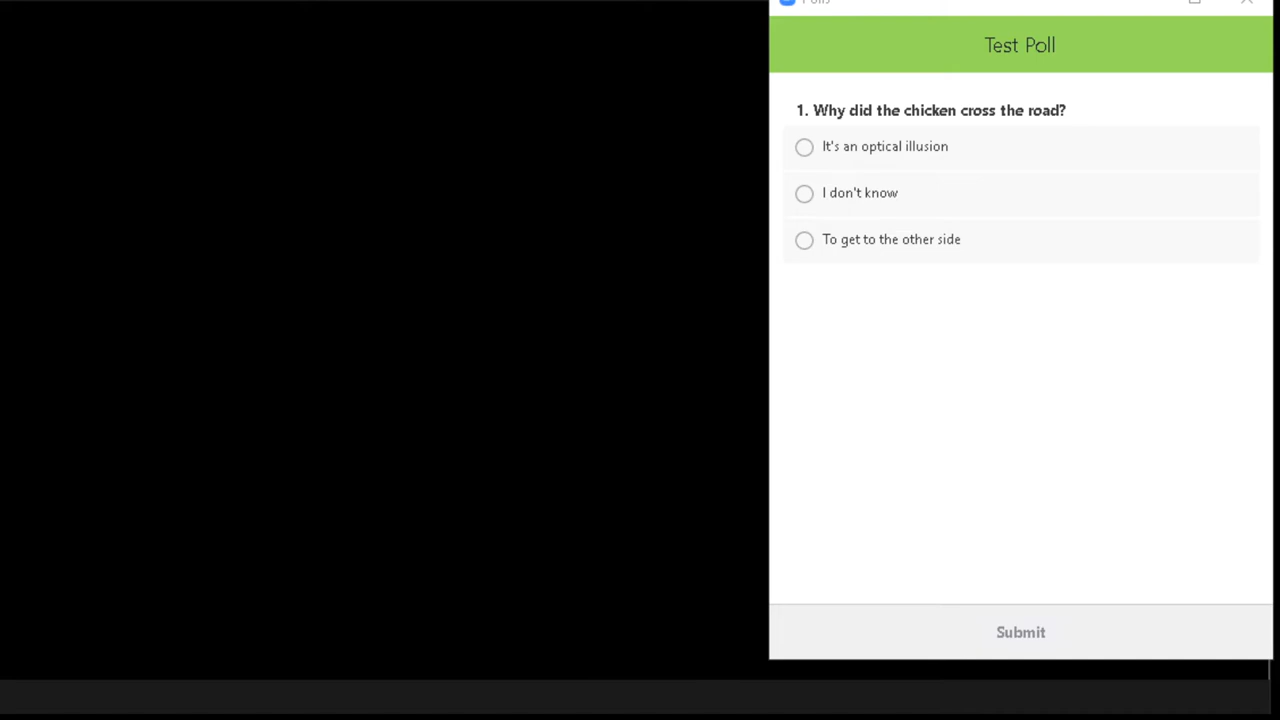 Polls
Test Poll
1. Why did the chicken cross the road?
It's an optical illusion
I don't know
To get to the other side
Submit